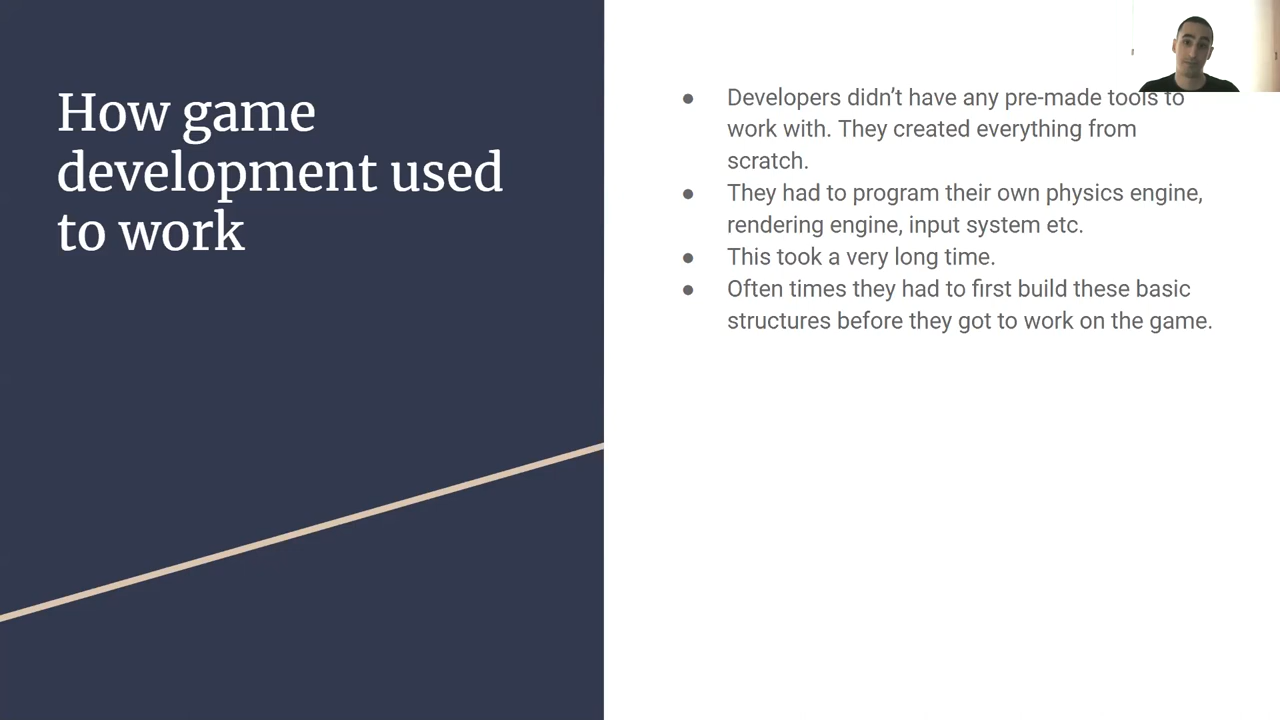 How game
development used
to work
● Developers didn’t have any pre-made tools to
work with. They created everything from
scratch.
● They had to program their own physics engine,
rendering engine, input system etc.
● This took a very long time.
● Often times they had to first build these basic
structures before they got to work on the game.